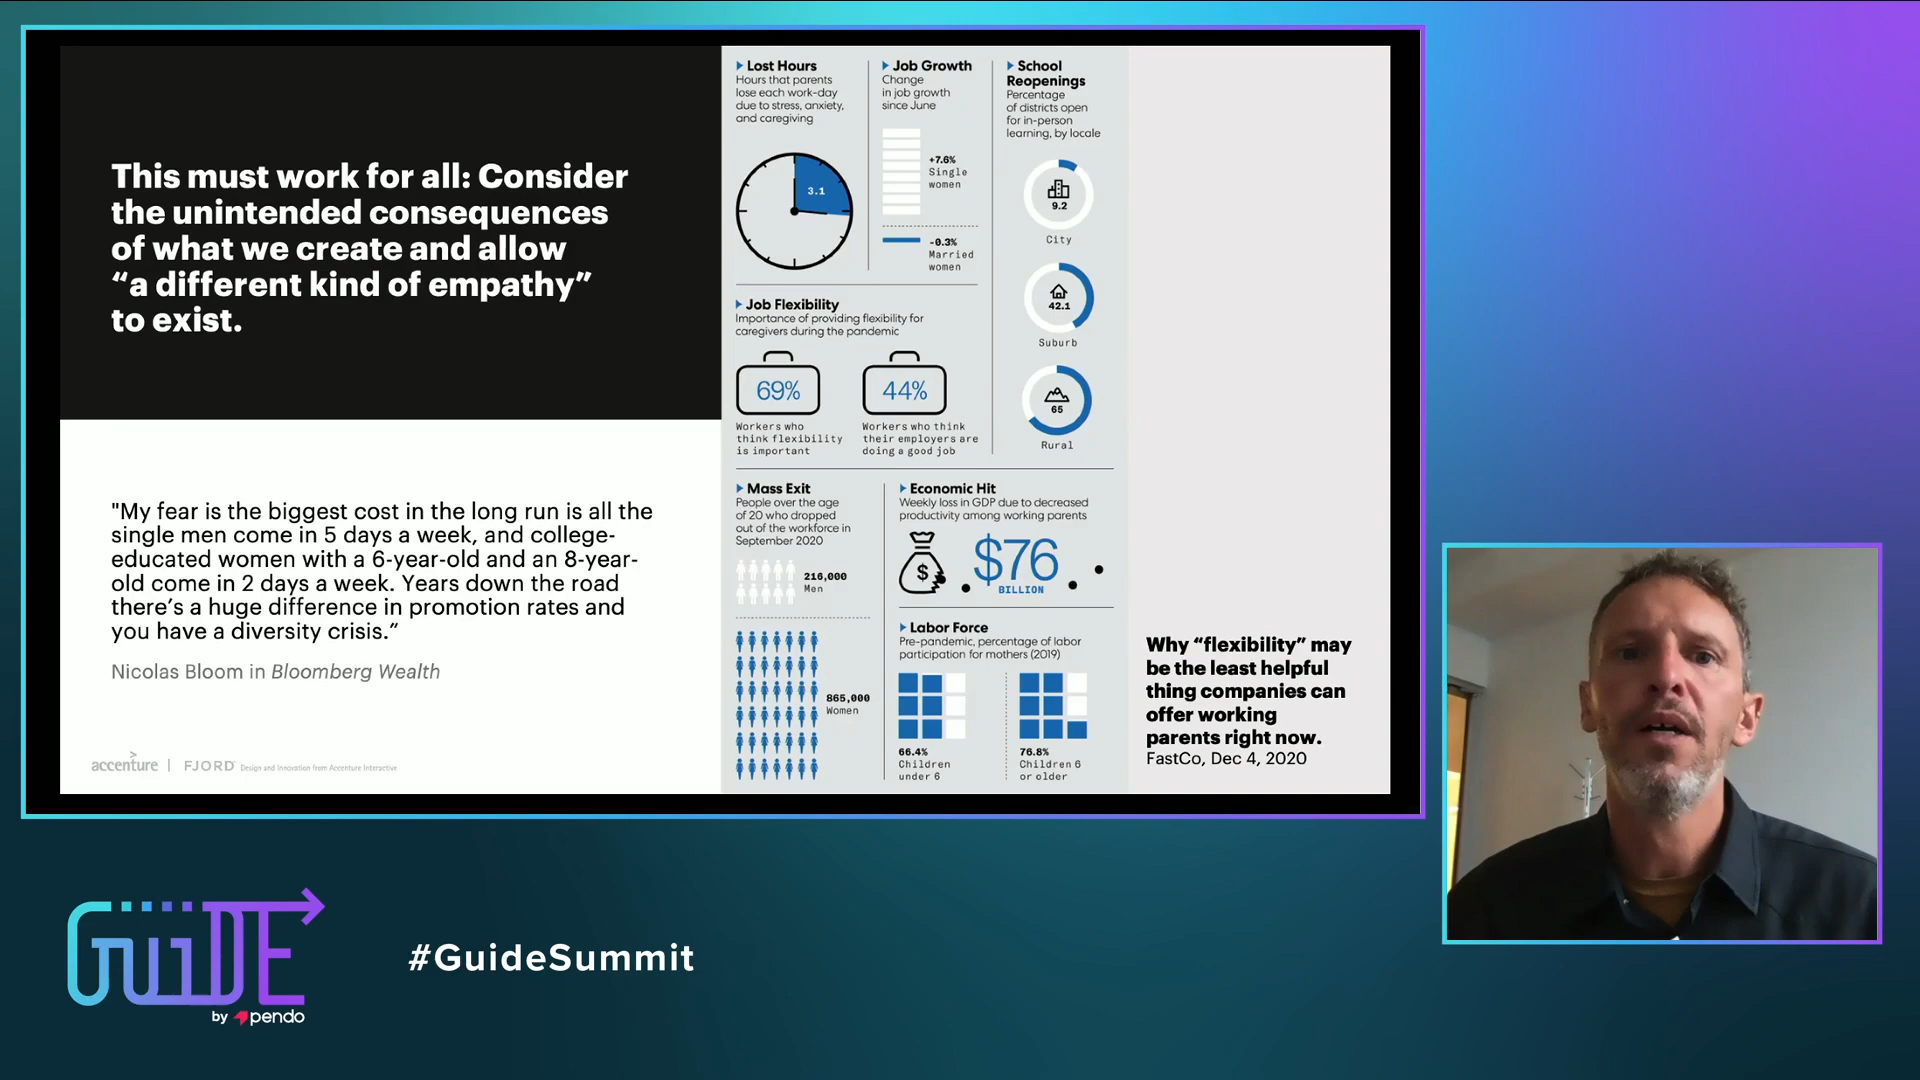 This must work for all: Consider
the unintended consequences
of what we create and allow
“a different kind of empathy”
to exist.
"My fear is the biggest cost in the long run is all the
single men come in 5 days a week, and college-
educated women with a 6-year-old and an 8-year-
old come in 2 days a week. Years down the road
there’s a huge difference in promotion rates and
you have a diversity crisis.”
Nicolas Bloom in Bloomberg Wealth
accenture | FJORD Design and Innovation from Accenture Interactive
Lost Hours
Hours that parents
lose each work-day
due to stress, anxiety,
and caregiving
3.1
Job Growth
Change
in job growth
since June
+7.6%
Single
women
-0.3%
Married
women
School
Reopenings
Percentage
of districts open
for in-person
learning, by locale
9.2
City
42.1
Suburb
65
Rural
Job Flexibility
Importance of providing flexibility for
caregivers during the pandemic
69%
Workers who
think flexibility
is important
44%
Workers who think
their employers are
doing a good job
Mass Exit
People over the age
of 20 who dropped
out of the workforce in
September 2020
216,000
Men
865,000
Women
Economic Hit
Weekly loss in GDP due to decreased
productivity among working parents
$
$76
BILLION
Labor Force
Pre-pandemic, percentage of labor
participation for mothers (2019)
66.4%
Children
under 6
76.8%
Children 6
or older
Why “flexibility” may
be the least helpful
thing companies can
offer working
parents right now.
FastCo, Dec 4, 2020
GuiDE
by pendo
#GuideSummit